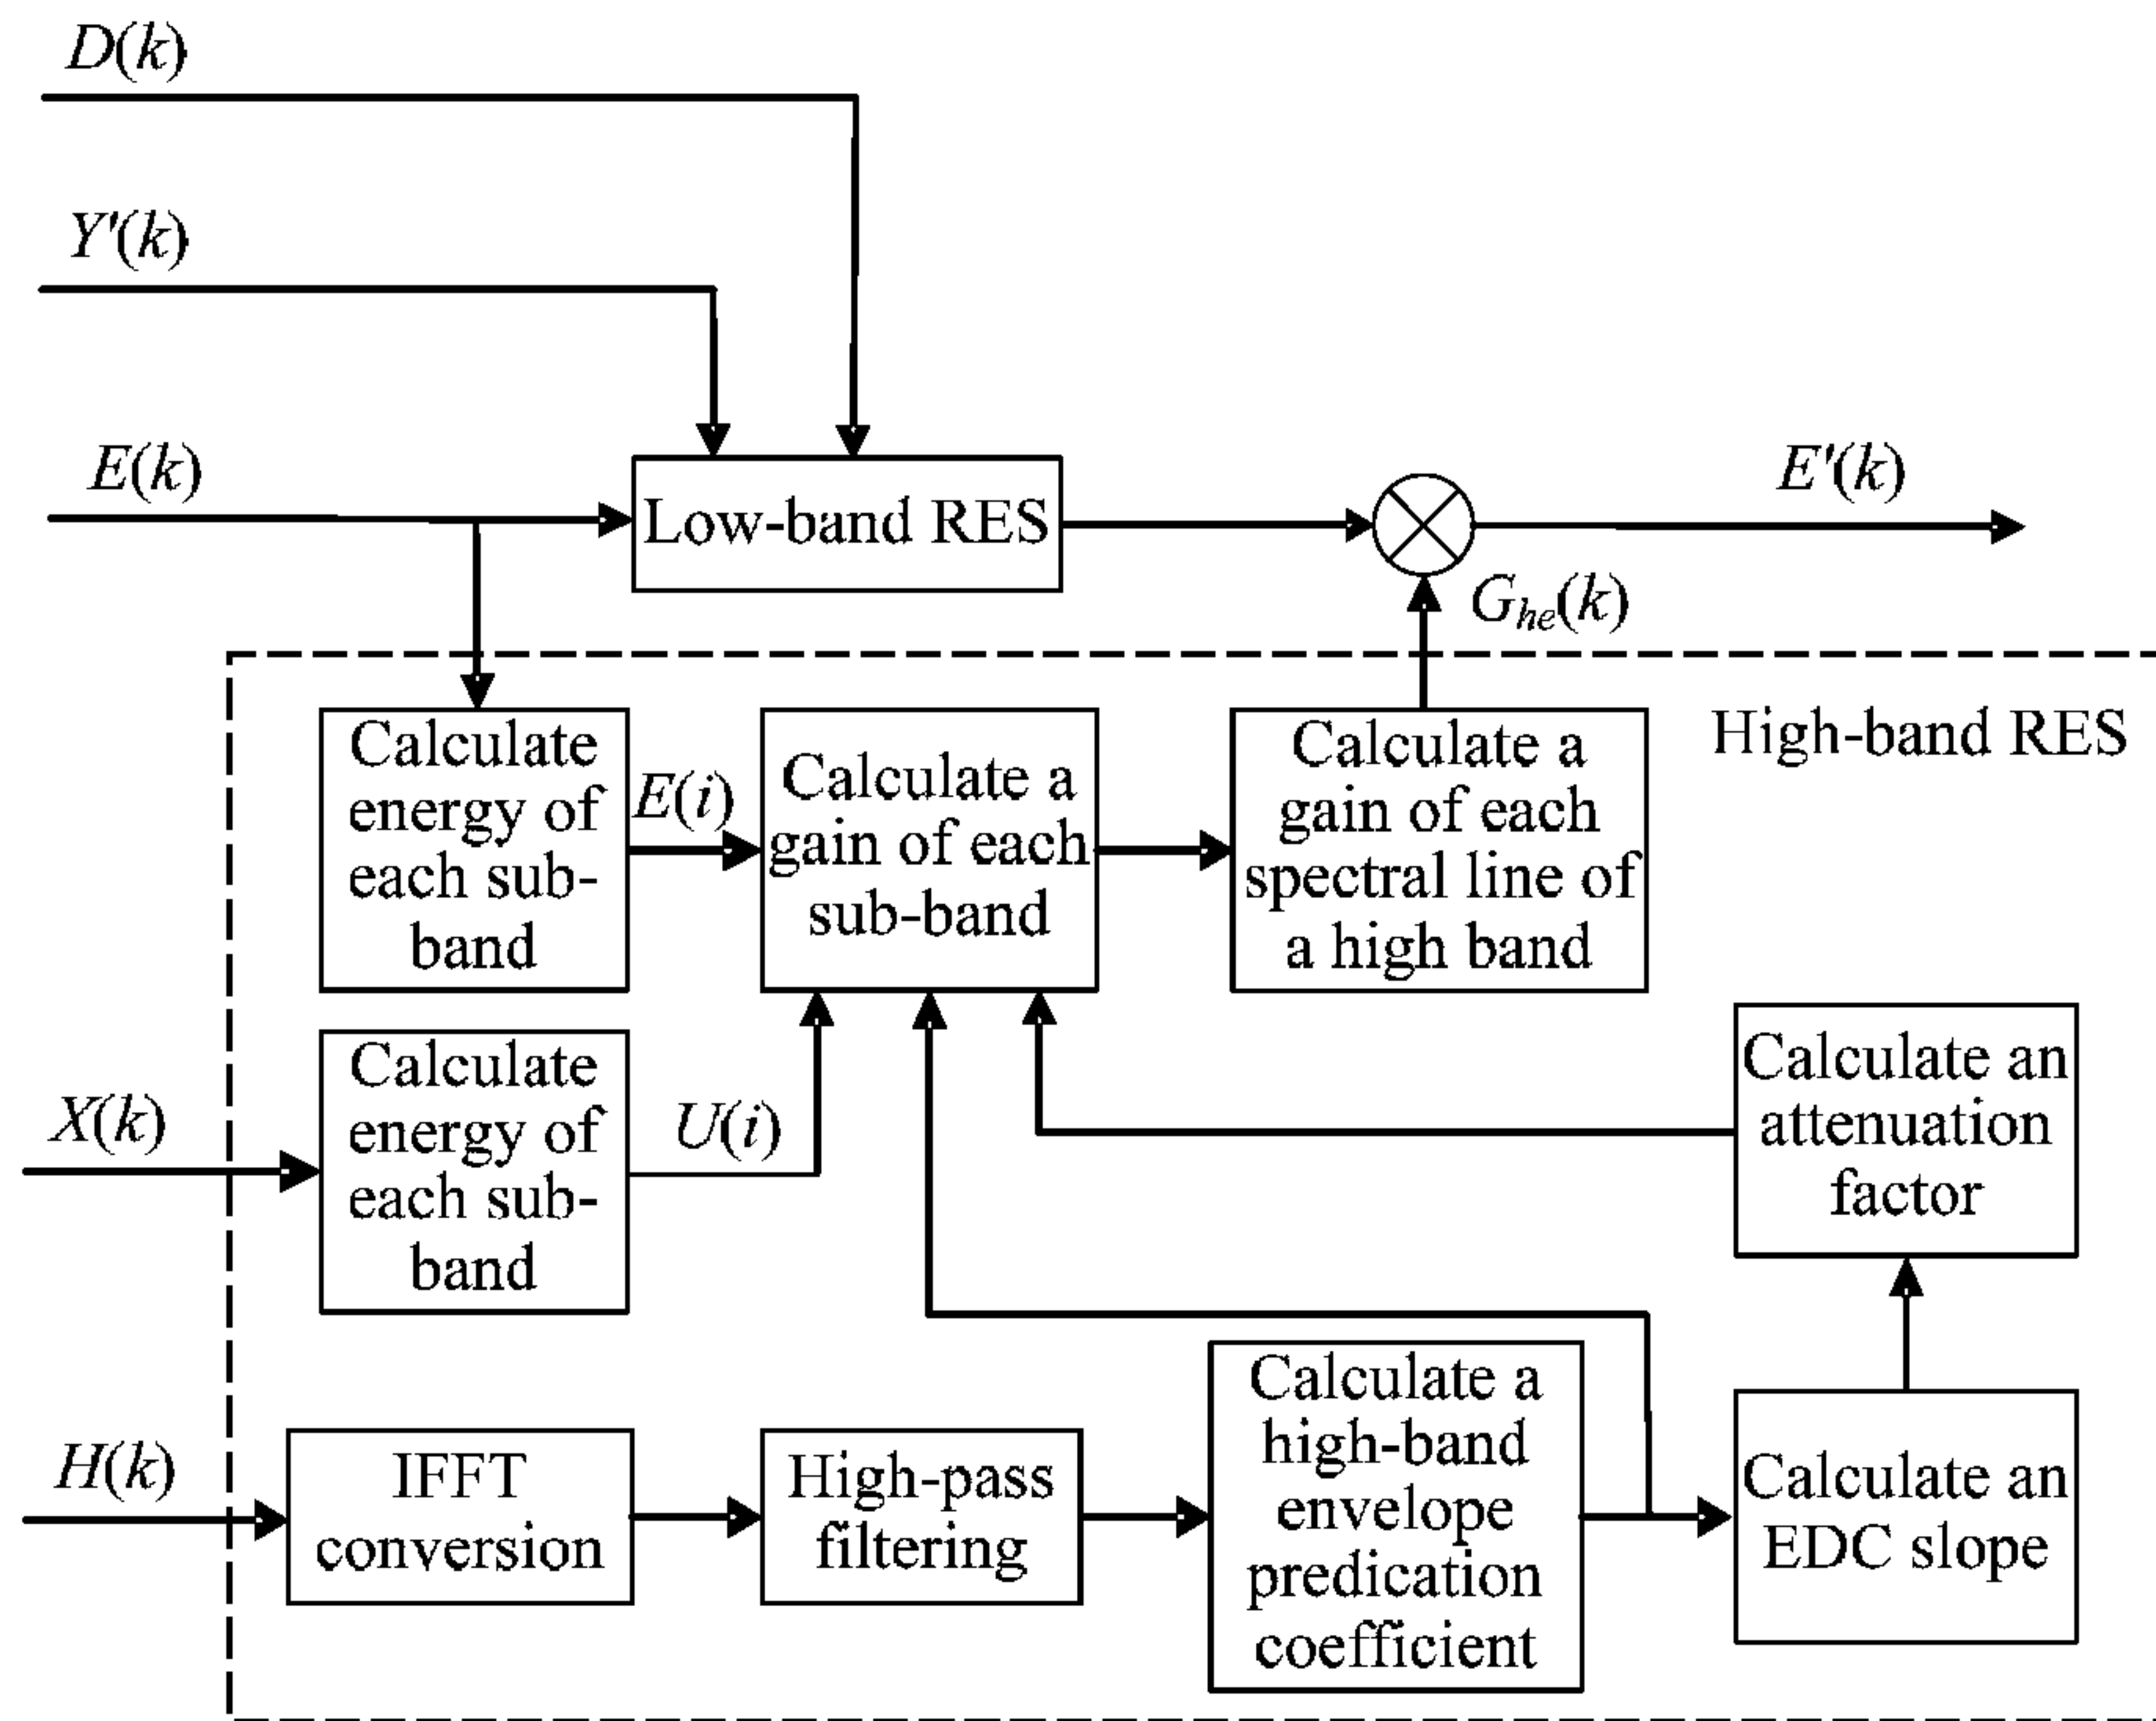 D(k)
Y'(k)
E(k)
Low-band RES
E'(k)
G_he(k)
High-band RES
Calculate
energy of
each sub-
band
E(i)
Calculate a
gain of each
sub-band
Calculate a
gain of each
spectral line of
a high band
X(k)
Calculate
energy of
each sub-
band
U(i)
Calculate an
attenuation
factor
H(k)
IFFT
conversion
High-pass
filtering
Calculate a
high-band
envelope
predication
coefficient
Calculate an
EDC slope